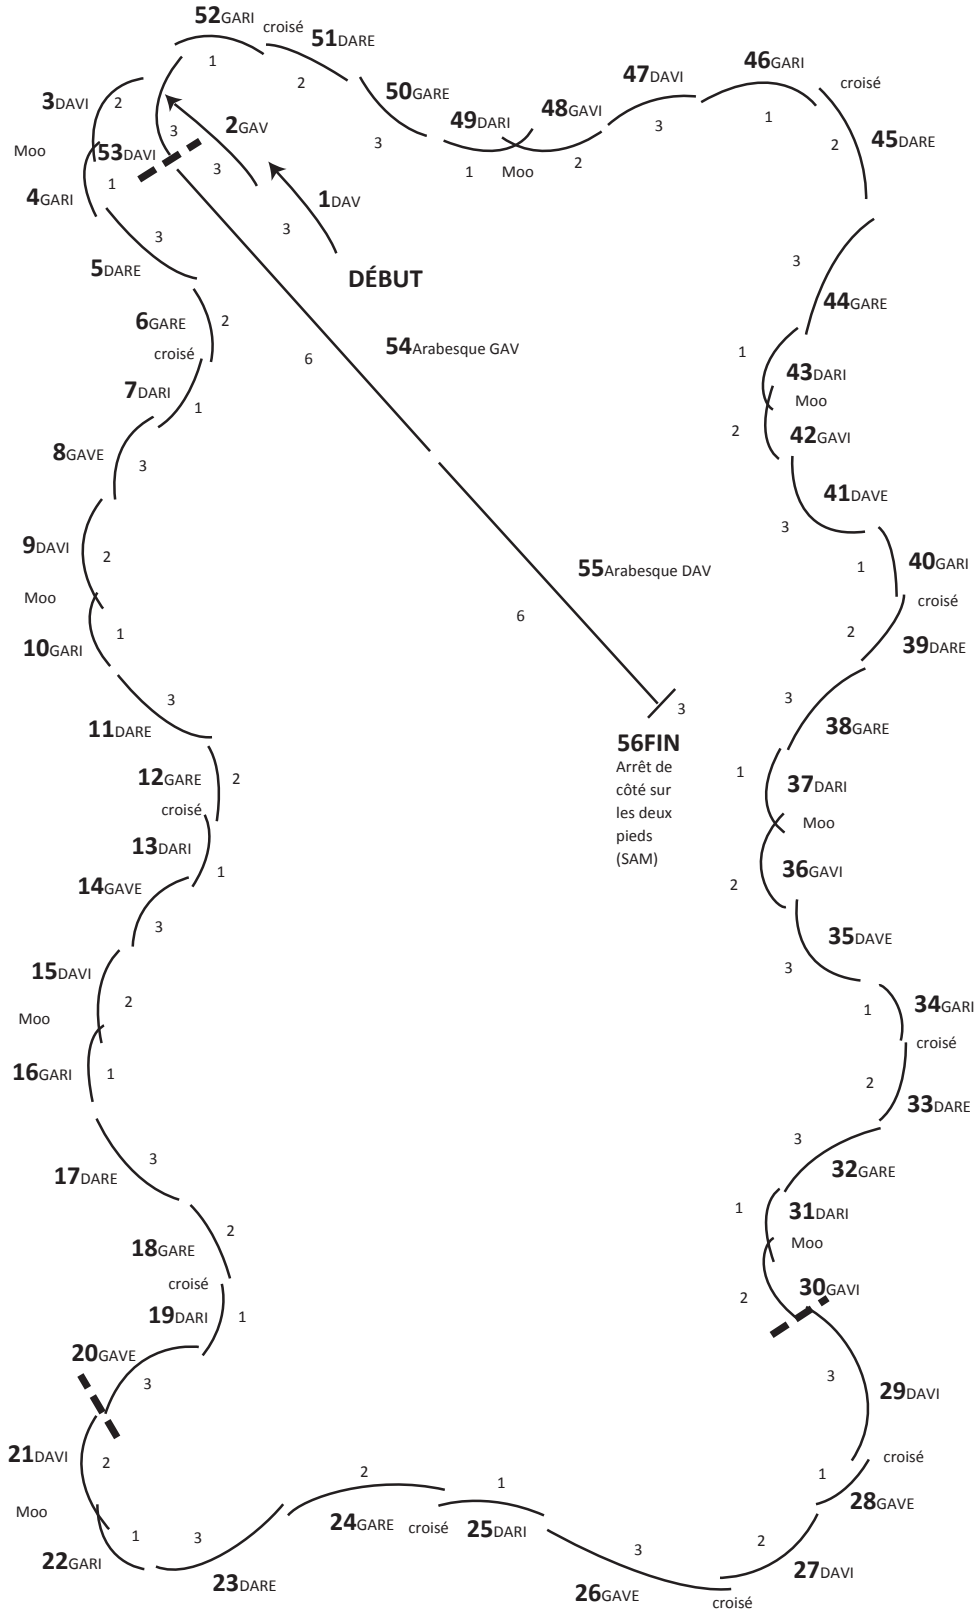 52GARI
croisé
51DARE
1
2
50GARE
3
49DARI
1
Moo
48GAVI
2
47DAVI
3
46GARI
1
croisé
45DARE
2
3DAVI
2
Moo
53DAVI
3
4GARI
1
2GAV
3
1DAV
3
DÉBUT
5DARE
3
6GARE
2
croisé
7DARI
1
8GAVE
3
9DAVI
2
Moo
10GARI
1
11DARE
3
12GARE
2
croisé
13DARI
1
14GAVE
3
15DAVI
2
Moo
16GARI
1
17DARE
3
18GARE
2
croisé
19DARI
1
20GAVE
3
21DAVI
2
Moo
22GARI
1
23DARE
3
24GARE
2
croisé
25DARI
1
26GAVE
3
croisé
27DAVI
2
28GAVE
1
croisé
29DAVI
3
30GAVI
2
Moo
31DARI
1
32GARE
3
33DARE
2
croisé
34GARI
1
35DAVE
3
36GAVI
2
Moo
37DARI
1
38GARE
3
39DARE
2
croisé
40GARI
1
41DAVE
3
42GAVI
2
Moo
43DARI
1
44GARE
3
54Arabesque GAV
6
55Arabesque DAV
6
3
56FIN
Arrêt de
côté sur
les deux
pieds
(SAM)